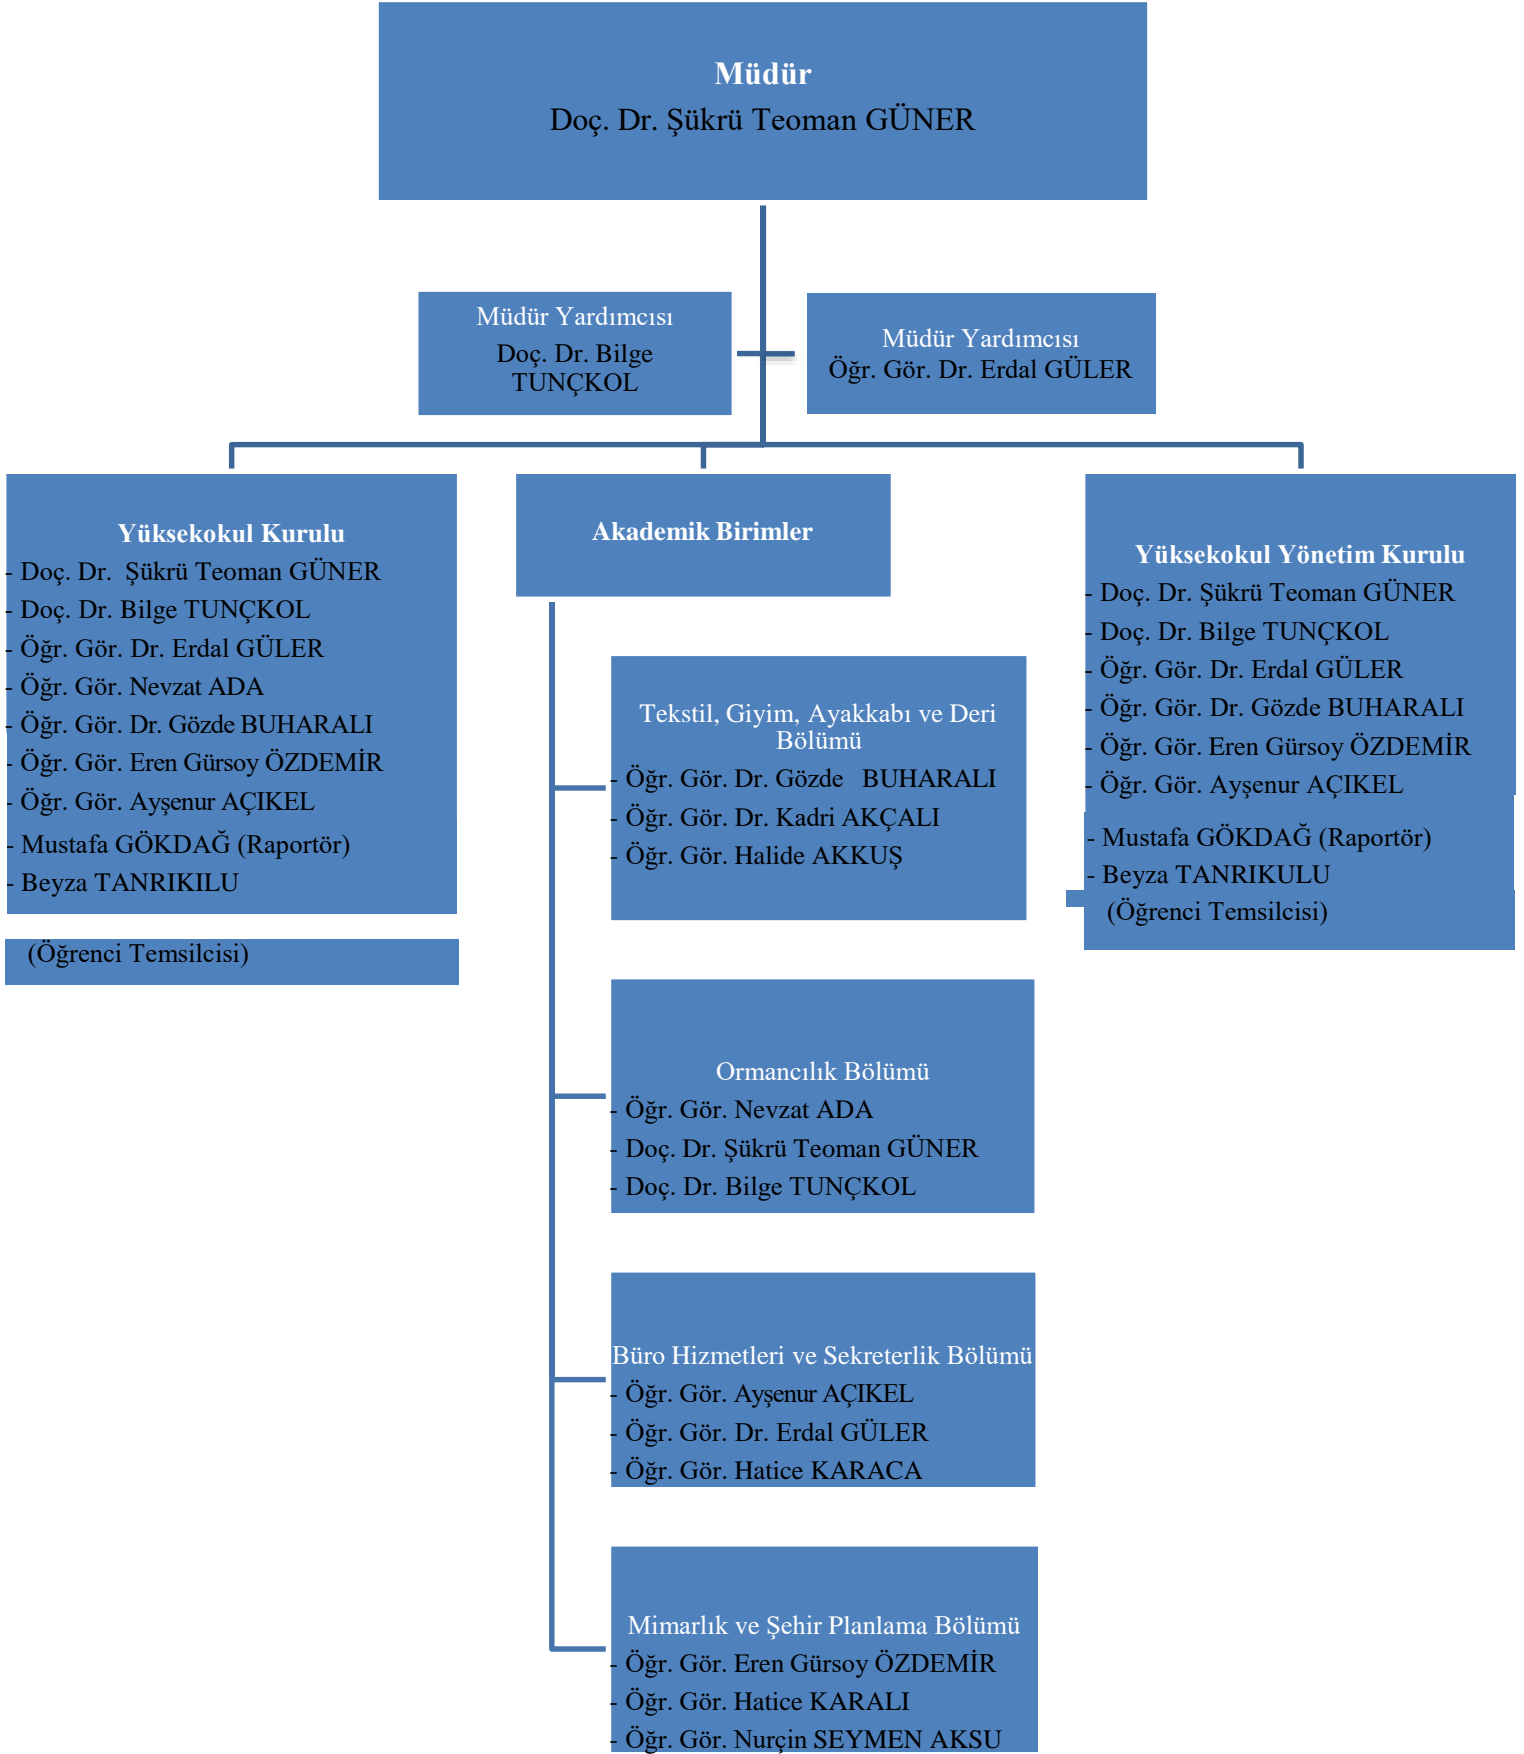 Müdür
Doç. Dr. Şükrü Teoman GÜNER
Müdür Yardımcısı
Doç. Dr. Bilge
TUNÇKOL
Müdür Yardımcısı
Öğr. Gör. Dr. Erdal GÜLER
Yüksekokul Kurulu
- Doç. Dr. Şükrü Teoman GÜNER
- Doç. Dr. Bilge TUNÇKOL
- Öğr. Gör. Dr. Erdal GÜLER
- Öğr. Gör. Nevzat ADA
- Öğr. Gör. Dr. Gözde BUHARALI
- Öğr. Gör. Eren Gürsoy ÖZDEMİR
- Öğr. Gör. Ayşenur AÇIKEL
- Mustafa GÖKDAĞ (Raportör)
- Beyza TANRIKILU
(Öğrenci Temsilcisi)
Akademik Birimler
Tekstil, Giyim, Ayakkabı ve Deri
Bölümü
- Öğr. Gör. Dr. Gözde BUHARALI
- Öğr. Gör. Dr. Kadri AKÇALI
- Öğr. Gör. Halide AKKUŞ
Ormancılık Bölümü
- Öğr. Gör. Nevzat ADA
- Doç. Dr. Şükrü Teoman GÜNER
- Doç. Dr. Bilge TUNÇKOL
Büro Hizmetleri ve Sekreterlik Bölümü
- Öğr. Gör. Ayşenur AÇIKEL
- Öğr. Gör. Dr. Erdal GÜLER
- Öğr. Gör. Hatice KARACA
Mimarlık ve Şehir Planlama Bölümü
- Öğr. Gör. Eren Gürsoy ÖZDEMİR
- Öğr. Gör. Hatice KARALI
- Öğr. Gör. Nurçin SEYMEN AKSU
Yüksekokul Yönetim Kurulu
- Doç. Dr. Şükrü Teoman GÜNER
- Doç. Dr. Bilge TUNÇKOL
- Öğr. Gör. Dr. Erdal GÜLER
- Öğr. Gör. Dr. Gözde BUHARALI
- Öğr. Gör. Eren Gürsoy ÖZDEMİR
- Öğr. Gör. Ayşenur AÇIKEL
- Mustafa GÖKDAĞ (Raportör)
- Beyza TANRIKULU
(Öğrenci Temsilcisi)